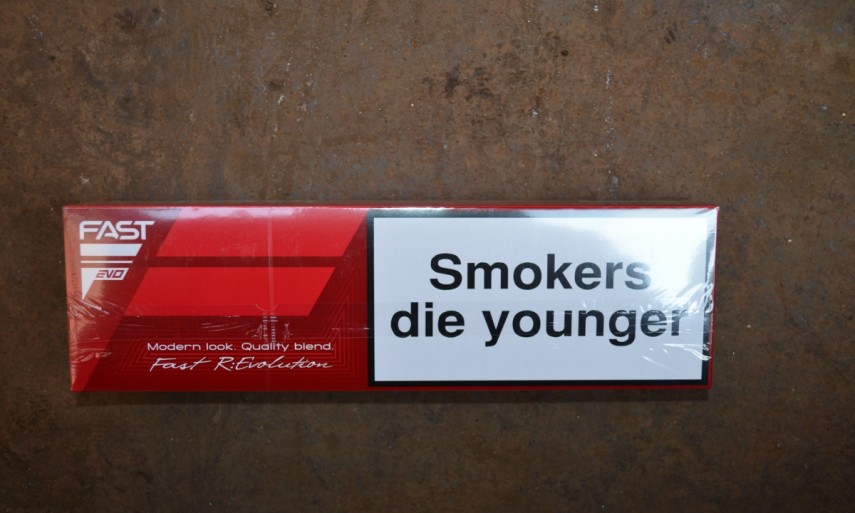 FAST
EVO
Modern look. Quality blend.
Fast R:Evolution
Smokers
die younger